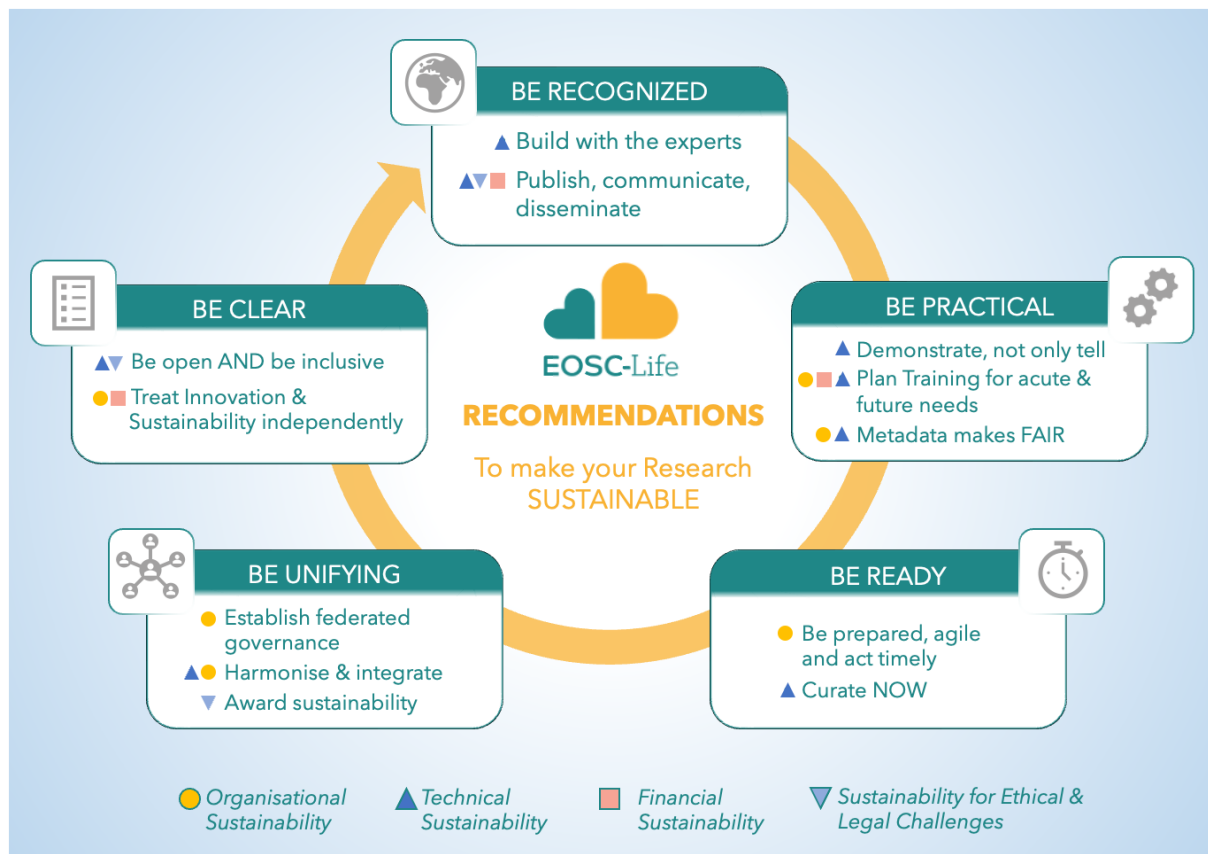 BE RECOGNIZED
Build with the experts
Publish, communicate,
disseminate
BE CLEAR
Be open AND be inclusive
Treat Innovation &
Sustainability independently
EOSC-Life
RECOMMENDATIONS
To make your Research
SUSTAINABLE
BE PRACTICAL
Demonstrate, not only tell
Plan Training for acute &
future needs
Metadata makes FAIR
BE UNIFYING
Establish federated
governance
Harmonise & integrate
Award sustainability
BE READY
Be prepared, agile
and act timely
Curate NOW
Organisational
Sustainability
Technical
Sustainability
Financial
Sustainability
Sustainability for Ethical &
Legal Challenges